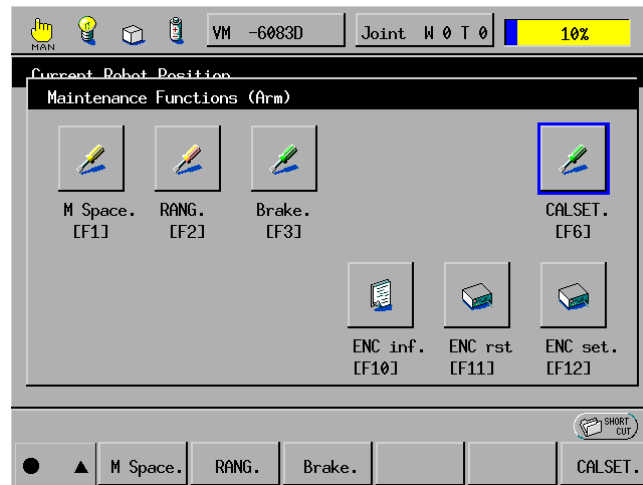 MAN
VM -6083D
Joint W 0 T 0
10%
Current Robot Position
Maintenance Functions (Arm)
M Space. RANG. Brake. CALSET.
[F1] [F2] [F3] [F6]
ENC inf. ENC rst ENC set.
[F10] [F11] [F12]
SHORT
CUT
M Space. RANG. Brake. CALSET.